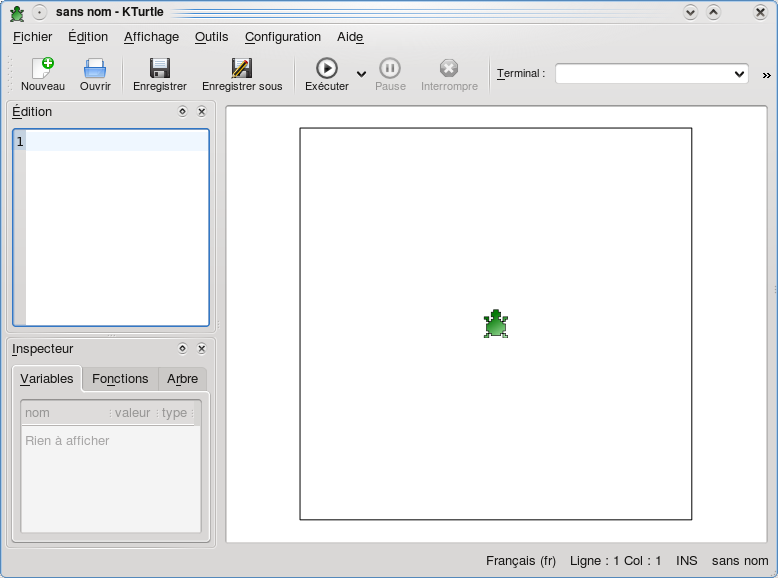 sans nom - KTurtle
Fichier Édition Affichage Outils Configuration Aide
Nouveau Ouvrir Enregistrer Enregistrer sous Exécuter Pause Interrompre Terminal : »
Édition
1
Inspecteur
Variables Fonctions Arbre
nom valeur type
Rien à afficher
Français (fr) Ligne : 1 Col : 1 INS sans nom